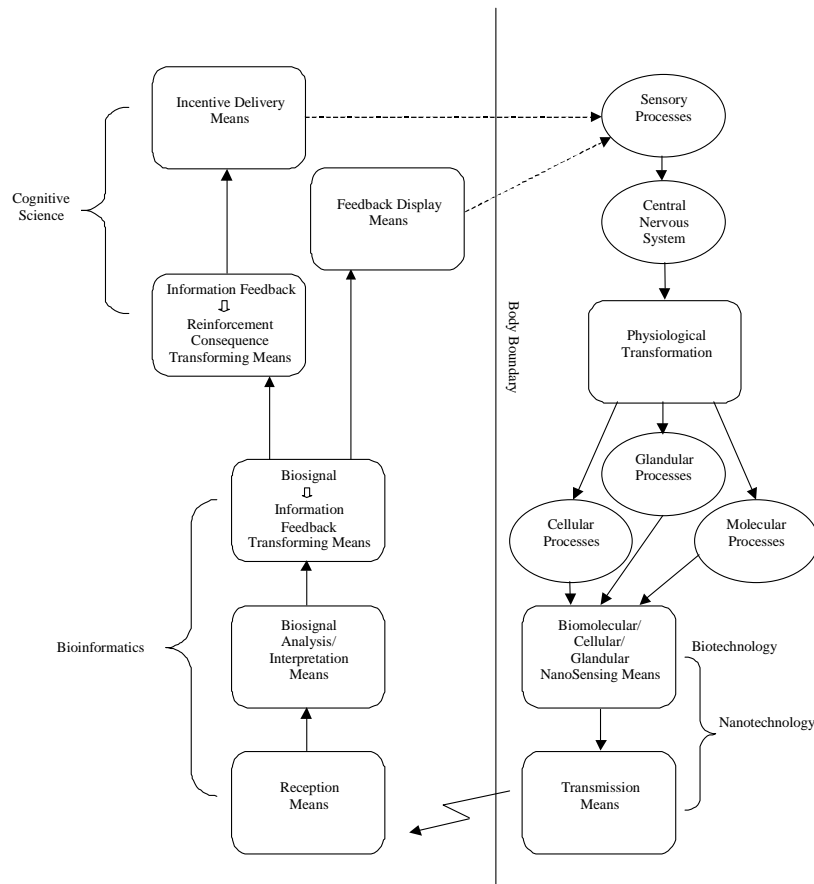 Incentive Delivery
Means
Sensory
Processes
Cognitive
Science
Feedback Display
Means
Central
Nervous
System
Information Feedback
Reinforcement
Consequence
Transforming Means
Body Boundary
Physiological
Transformation
Glandular
Processes
Biosignal
Information
Feedback
Transforming Means
Cellular
Processes
Molecular
Processes
Bioinformatics
Biosignal
Analysis/
Interpretation
Means
Biomolecular/
Cellular/
Glandular
NanoSensing Means
Biotechnology
Nanotechnology
Reception
Means
Transmission
Means